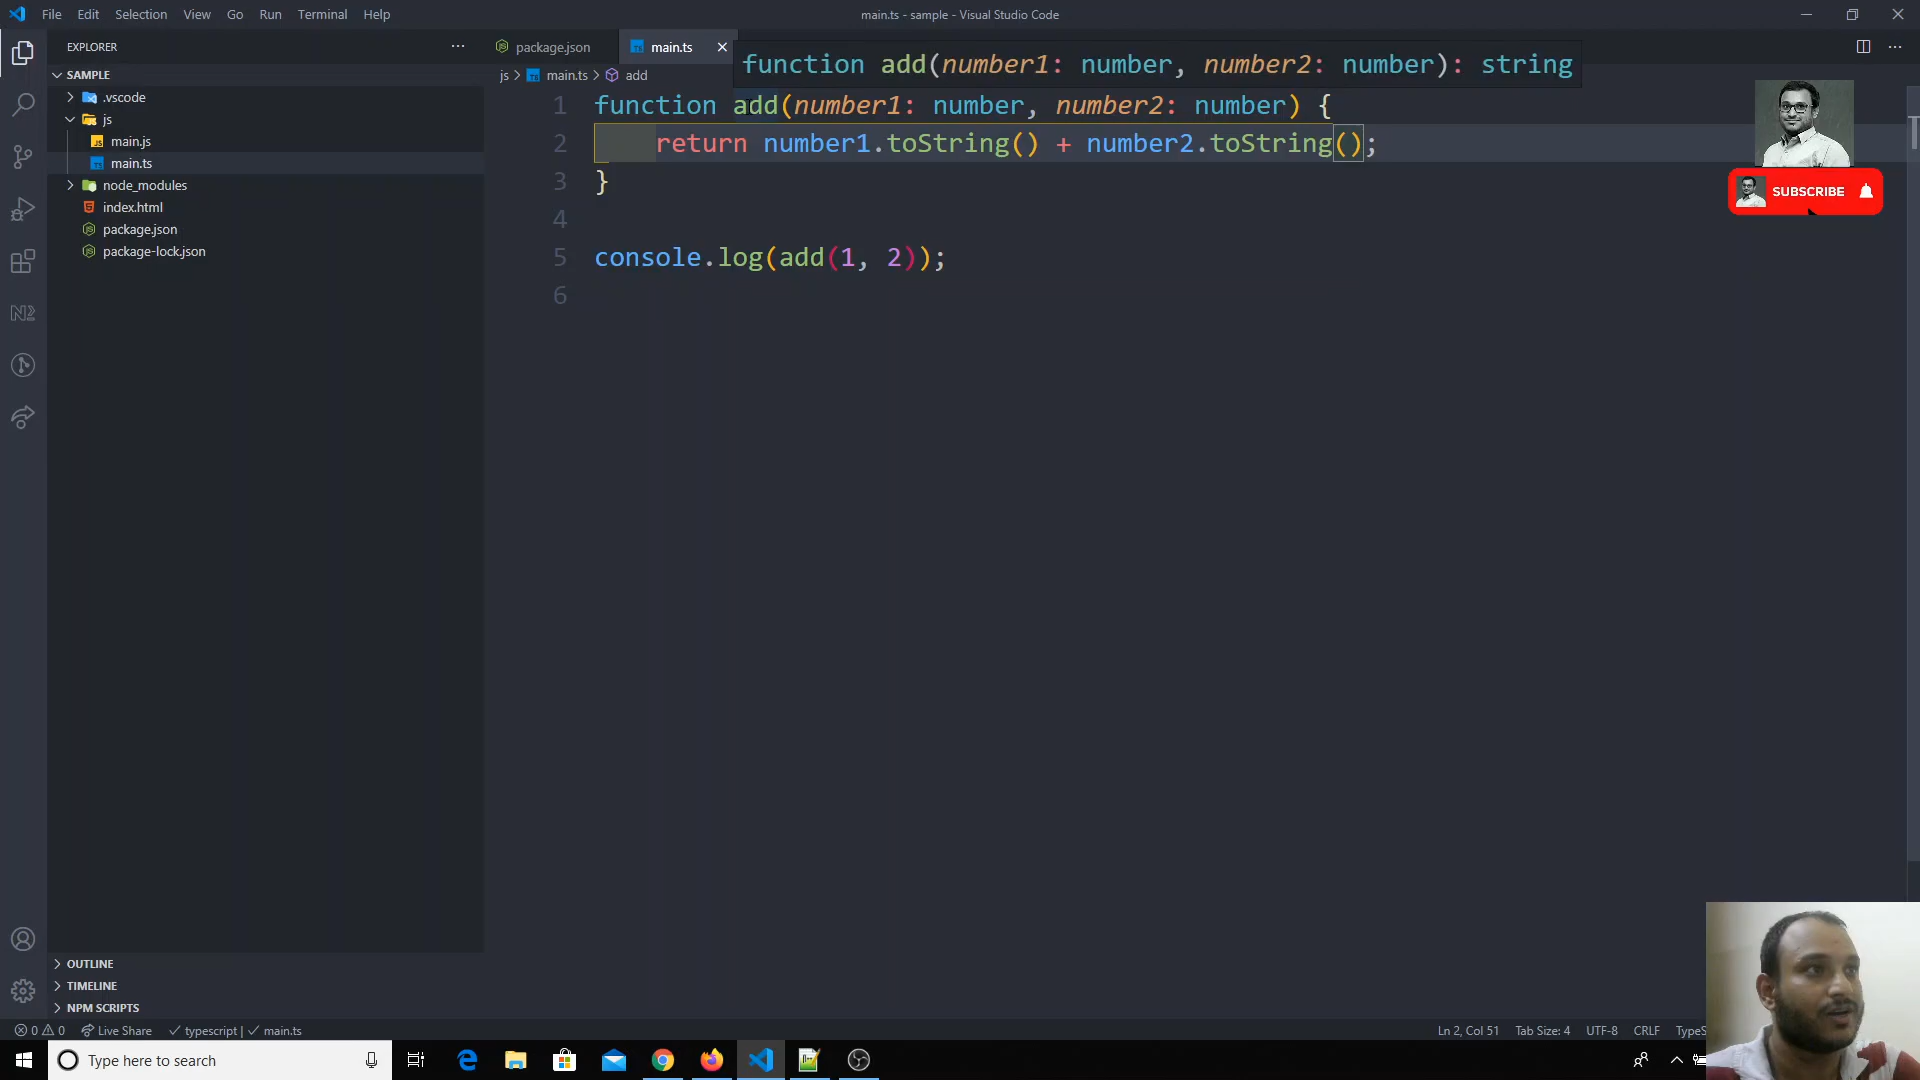 File Edit Selection View Go Run Terminal Help
main.ts - sample - Visual Studio Code
EXPLORER
package.json
main.ts
SAMPLE
js > main.ts > add
function add(number1: number, number2: number): string
.vscode
js
main.js
main.ts
node_modules
index.html
package.json
package-lock.json
1 function add(number1: number, number2: number) {
2 return number1.toString() + number2.toString();
3 }
4
5 console.log(add(1, 2));
6
SUBSCRIBE
OUTLINE
TIMELINE
NPM SCRIPTS
0 0 Live Share typescript | main.ts
Ln 2, Col 51 Tab Size: 4 UTF-8 CRLF TypeS
Type here to search